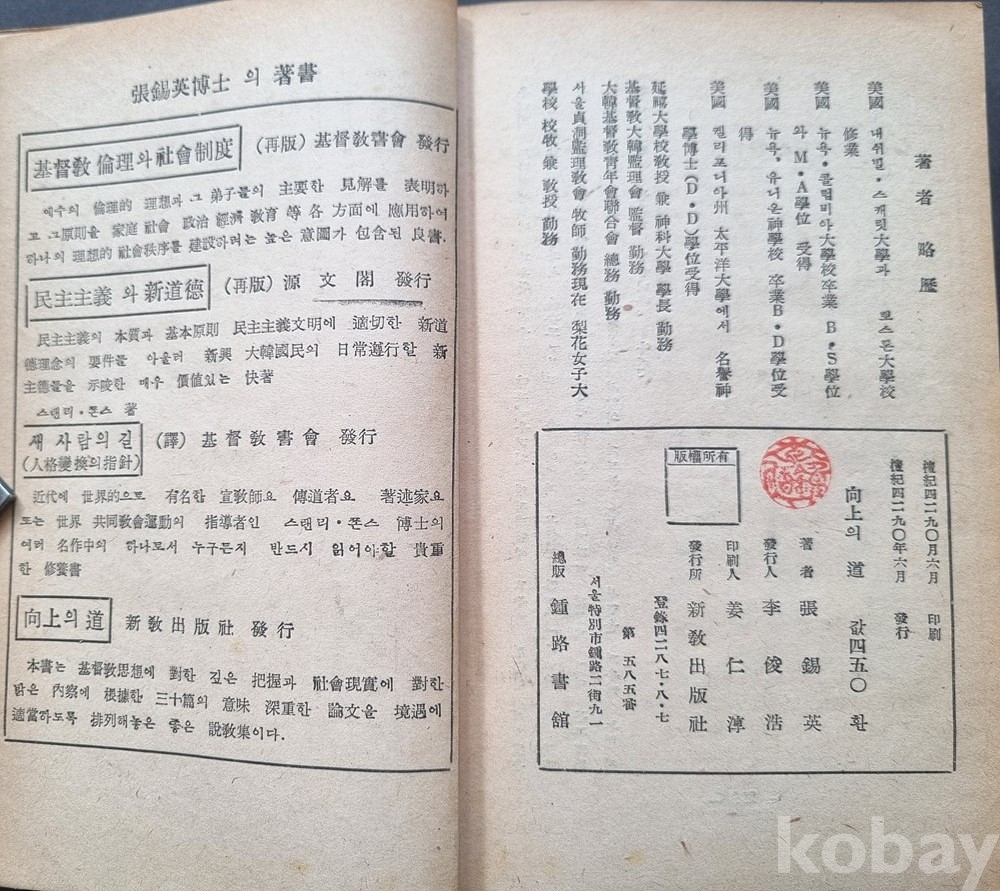 張錫英博士 의 著書
基督敎 倫理와 社會制度 (再版) 基督敎書會 發行
예수의 倫理的 理想과 그 弟子들의 主要한 見解를 表明하
고 그原則을 家庭 社會 政治 經濟 敎育 等 各 方面에 應用하여
하나의 理想的 社會秩序를 建設하려는 높은 意圖가 包含된 良書.
民主主義 와 新道德 (再版) 源文閣 發行
民主主義의 本質과 基本原則 民主主義文明에 適切한 新道
德理念의 要件를 아울러 新興 大韓國民의 日常遵行한 新
主德들을 示唆한 매우 價値있는 快著
스탠리·쫀스 著
새 사람의 길 (譯) 基督敎書會 發行
(人格變換의指針)
近代에 世界的으로 有名한 宣敎師요 傳道者요 著述家요
또는 世界 共同敎會運動의 指導者인 스탠리·쫀스 博士의
여러 名作中의 하나로서 누구든지 반드시 읽어야할 貴重
한 修養書
向上의 道 新敎出版社 發行
本書는 基督敎思想에 對한 깊은 把握과 社會現實에 對한
밝은 內察에 根據한 三十篇의 意味 深重한 論文을 境遇에
適當하도록 排列해놓은 좋은 說敎集이다.
著者略歷
美國 내쉬빌·스캐릿大學과 뽀스톤大學校
修業
美國 뉴욕·콜럼비아大學校卒業 B·S學位
와 M·A學位 受得
美國 뉴욕, 유니온神學校 卒業B·D學位受
得
美國 캘리포니아州 太平洋大學에서 名譽神
學博士(D·D)學位受得
延禧大學校敎授 兼 神科大學 學長 勤務
基督敎大韓監理會 監督 勤務
大韓基督敎靑年會聯合會 總務 勤務
서울貞洞監理敎會 牧師 勤務現在 梨花女子大
學校 校牧 兼 敎授 勤務
檀紀四二九〇月六月 印刷
檀紀四二九〇年六月 發行
向上의 道 값四五〇환
著者 張錫英
發行人 李俊浩
印刷人 姜仁淳
版權所有
發行所 新敎出版社
登錄四二八七·八·七
第 五八五審
서울特別市鍾路二街九一
總版 鍾路書舘
kobay